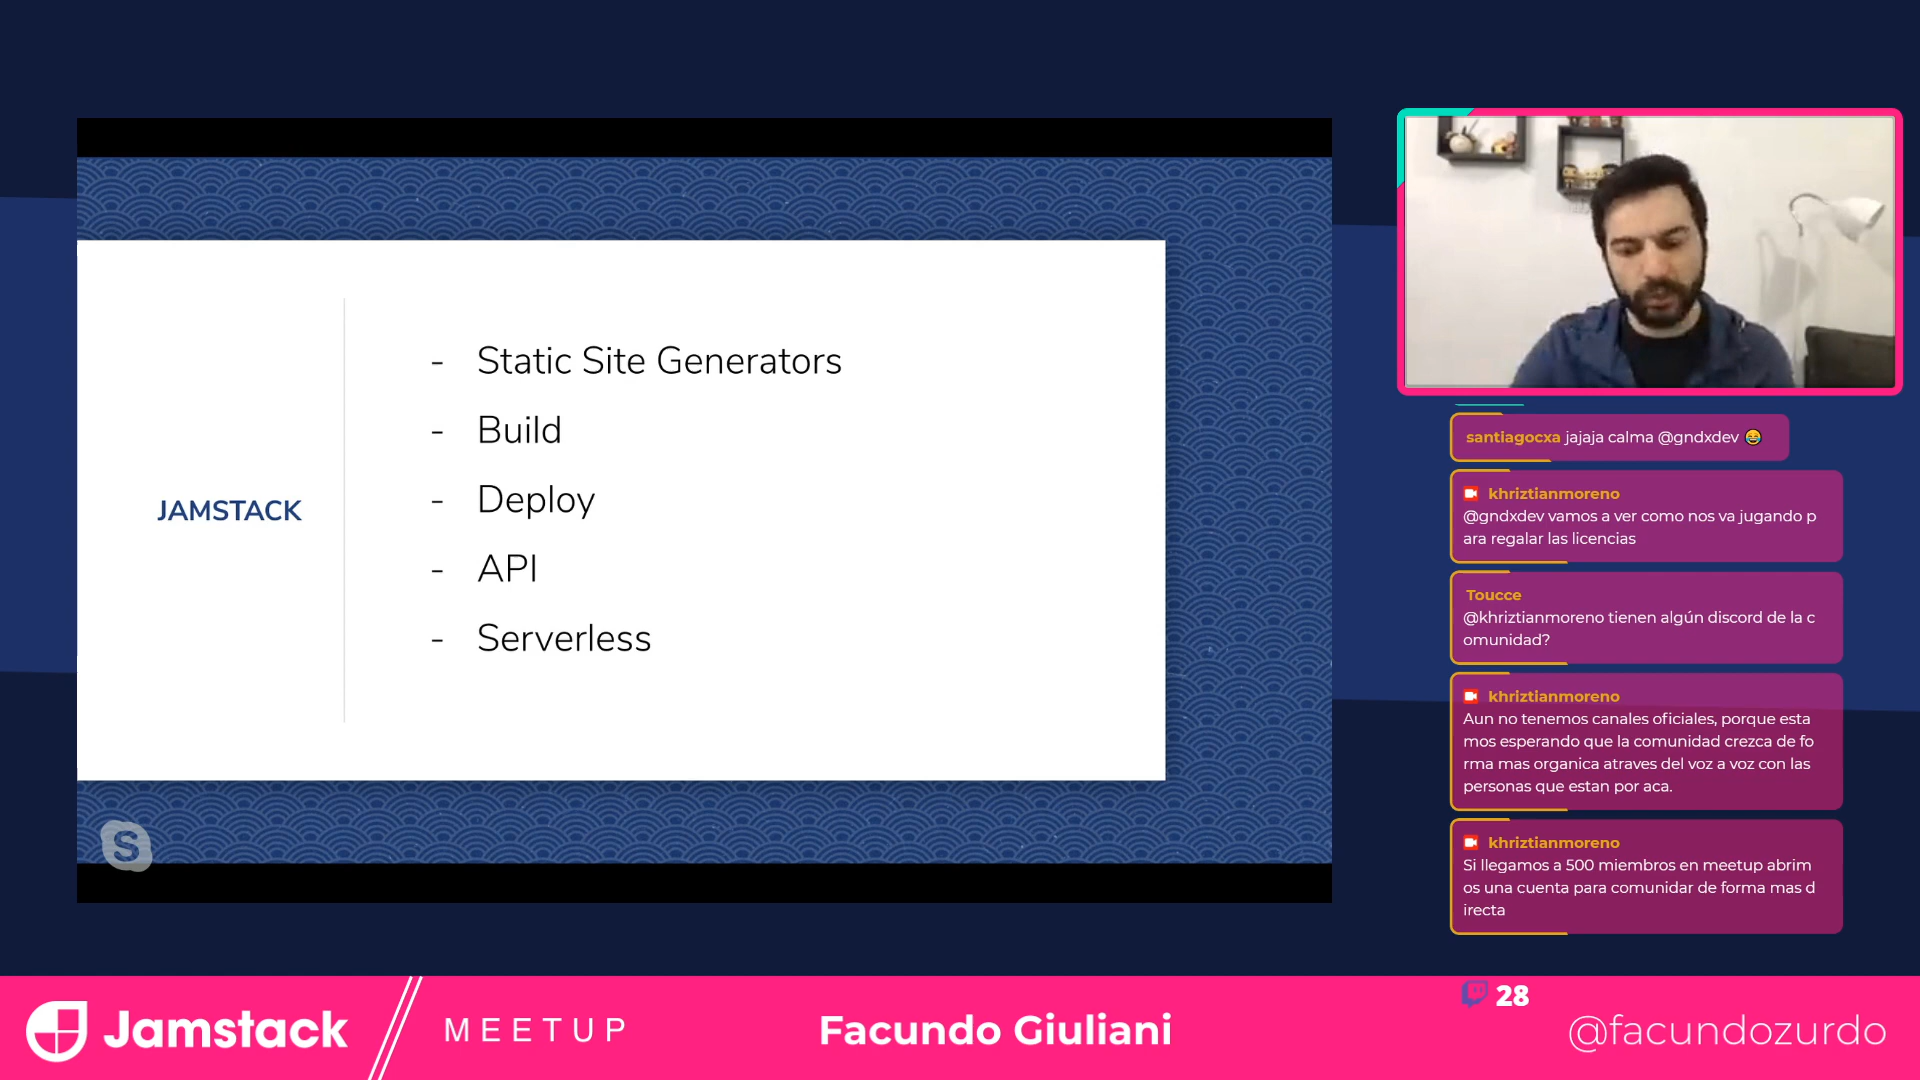 JAMSTACK
- Static Site Generators
- Build
- Deploy
- API
- Serverless
S
santiagocxa jajaja calma @gndxdev 😂
khriztianmoreno
@gndxdev vamos a ver como nos va jugando p
ara regalar las licencias
Toucce
@khriztianmoreno tienen algún discord de la c
omunidad?
khriztianmoreno
Aun no tenemos canales oficiales, porque esta
mos esperando que la comunidad crezca de fo
rma mas organica atraves del voz a voz con las
personas que estan por aca.
khriztianmoreno
Si llegamos a 500 miembros en meetup abrim
os una cuenta para comunidar de forma mas d
irecta
28
Jamstack
MEETUP
Facundo Giuliani
@facundozurdo